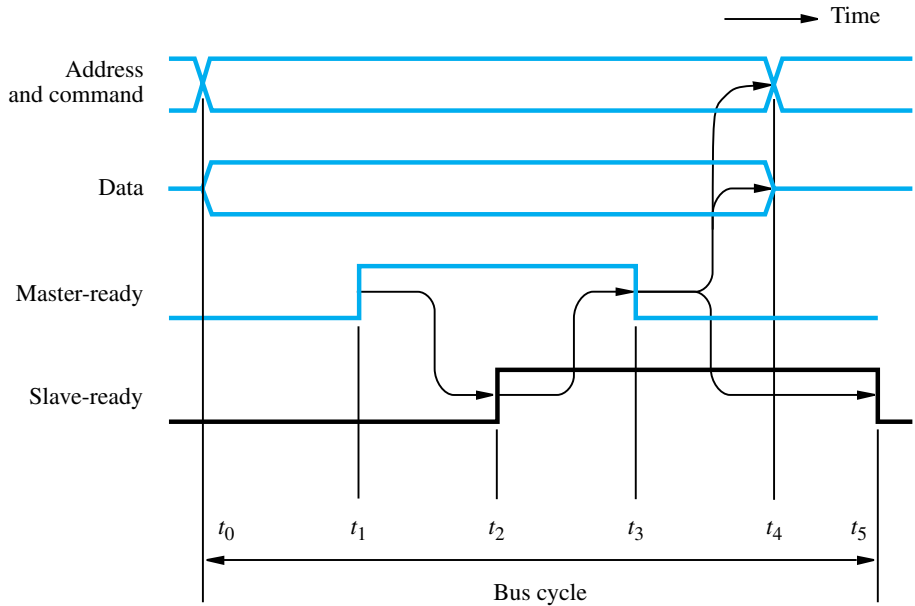 Time
Address
and command
Data
Master-ready
Slave-ready
t0 t1 t2 t3 t4 t5
Bus cycle